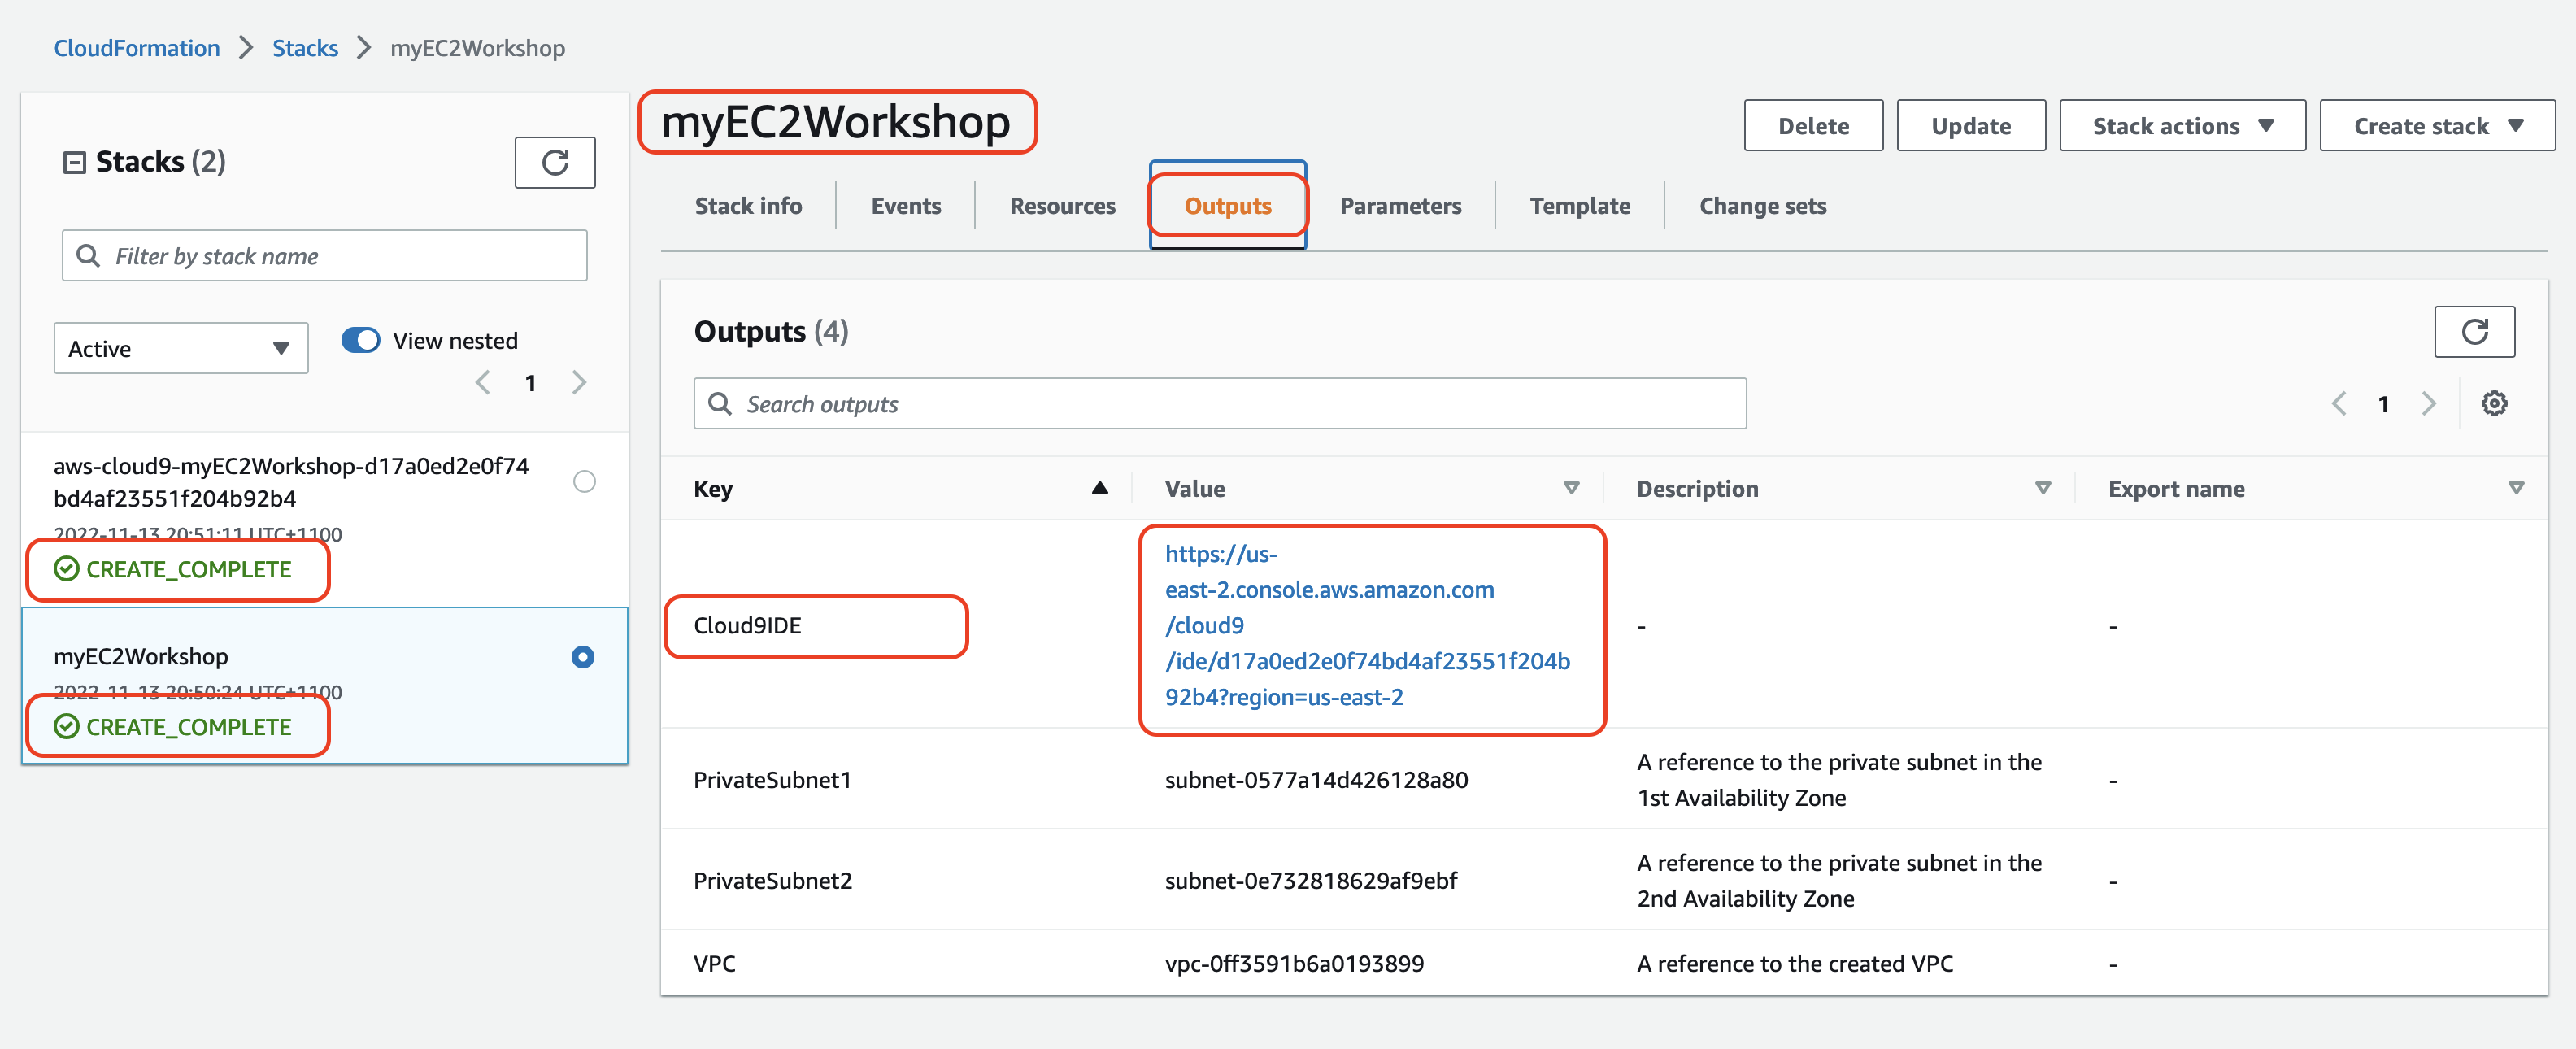 CloudFormation > Stacks > myEC2Workshop
Stacks (2)
Filter by stack name
Active
View nested
1
aws-cloud9-myEC2Workshop-d17a0ed2e0f74
bd4af23551f204b92b4
2022-11-13 20:51:11 UTC+1100
CREATE_COMPLETE
myEC2Workshop
2022-11-13 20:50:24 UTC+1100
CREATE_COMPLETE
myEC2Workshop
Delete
Update
Stack actions
Create stack
Stack info
Events
Resources
Outputs
Parameters
Template
Change sets
Outputs (4)
Search outputs
1
Key
Value
Description
Export name
Cloud9IDE
https://us-
east-2.console.aws.amazon.com
/cloud9
/ide/d17a0ed2e0f74bd4af23551f204b
92b4?region=us-east-2
-
-
PrivateSubnet1
subnet-0577a14d426128a80
A reference to the private subnet in the
1st Availability Zone
-
PrivateSubnet2
subnet-0e732818629af9ebf
A reference to the private subnet in the
2nd Availability Zone
-
VPC
vpc-0ff3591b6a0193899
A reference to the created VPC
-